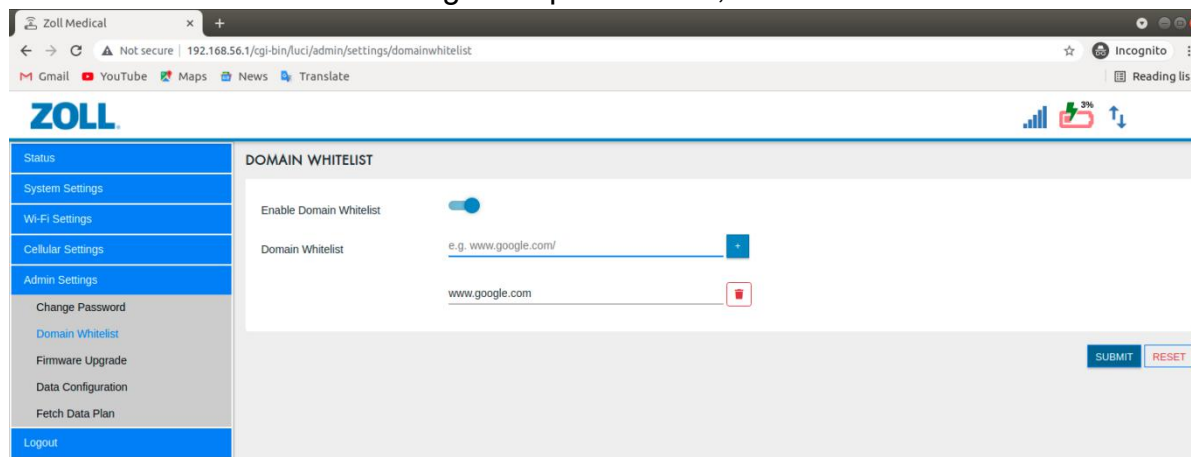 Zoll Medical
Not secure | 192.168.56.1/cgi-bin/luci/admin/settings/domainwhitelist
Incognito
Gmail YouTube Maps News Translate
Reading lis
ZOLL.
3%
Status
DOMAIN WHITELIST
System Settings
Wi-Fi Settings
Enable Domain Whitelist
Cellular Settings
Domain Whitelist
e.g. www.google.com/
+
Admin Settings
Change Password
www.google.com
Domain Whitelist
Firmware Upgrade
SUBMIT RESET
Data Configuration
Fetch Data Plan
Logout